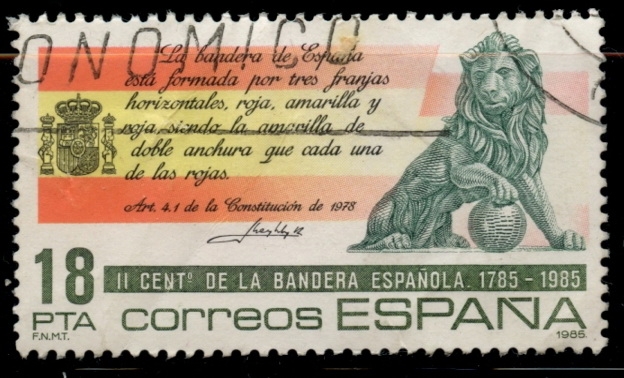 ONOMICO
La bandera de España
está formada por tres franjas
horizontales, roja, amarilla y
roja siendo la amarilla de
doble anchura que cada una
de las rojas.
Art. 4.1 de la Constitución de 1978
18
PTA
F.N.M.T.
II CENTº DE LA BANDERA ESPAÑOLA. 1785-1985
correos ESPAÑA
1985